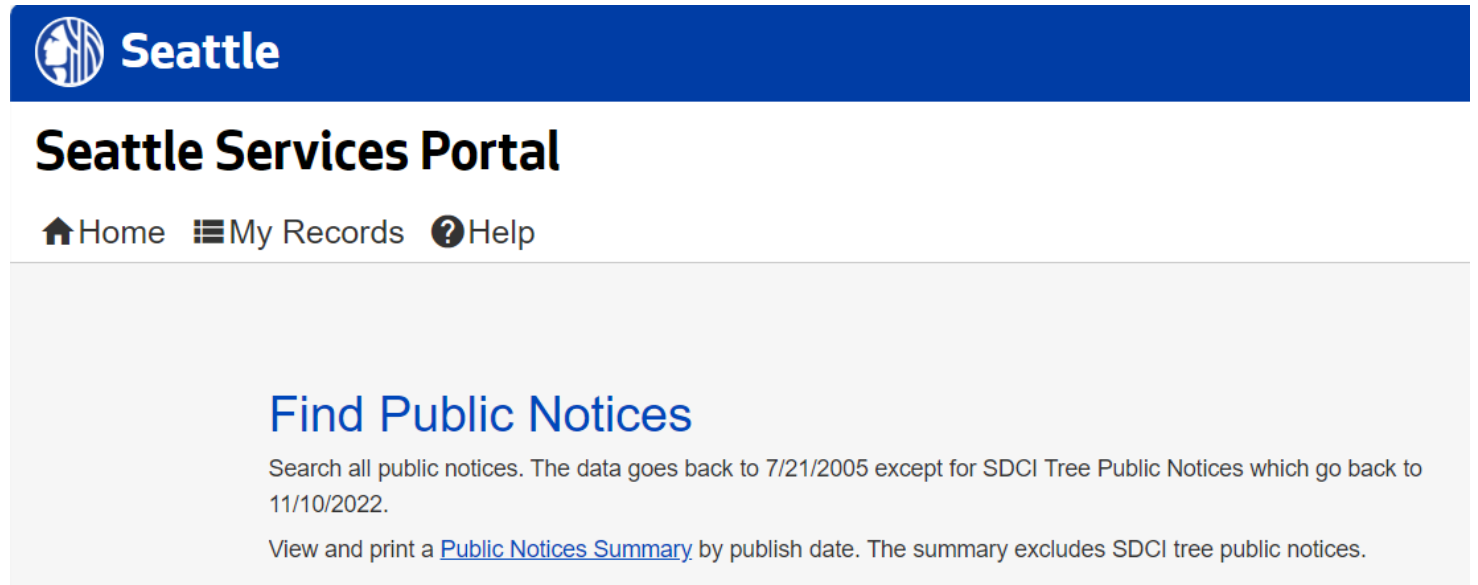 Seattle
Seattle Services Portal
Home My Records Help
Find Public Notices
Search all public notices. The data goes back to 7/21/2005 except for SDCI Tree Public Notices which go back to
11/10/2022.
View and print a Public Notices Summary by publish date. The summary excludes SDCI tree public notices.